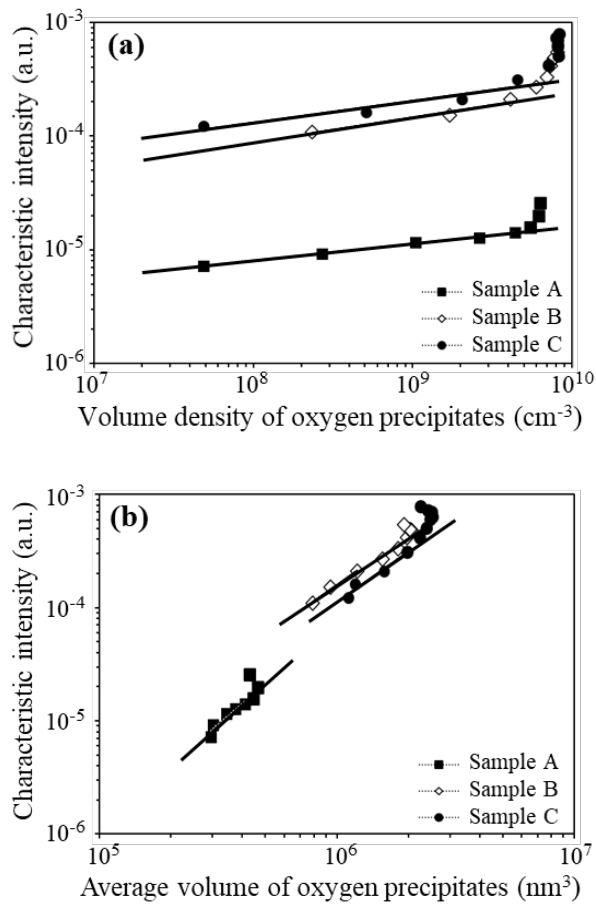 (a)
Characteristic intensity (a.u.)
10-3
10-4
10-5
10-6
Sample A
Sample B
Sample C
107 108 109 1010
Volume density of oxygen precipitates (cm-3)
(b)
Characteristic intensity (a.u.)
10-3
10-4
10-5
10-6
Sample A
Sample B
Sample C
105 106 107
Average volume of oxygen precipitates (nm3)